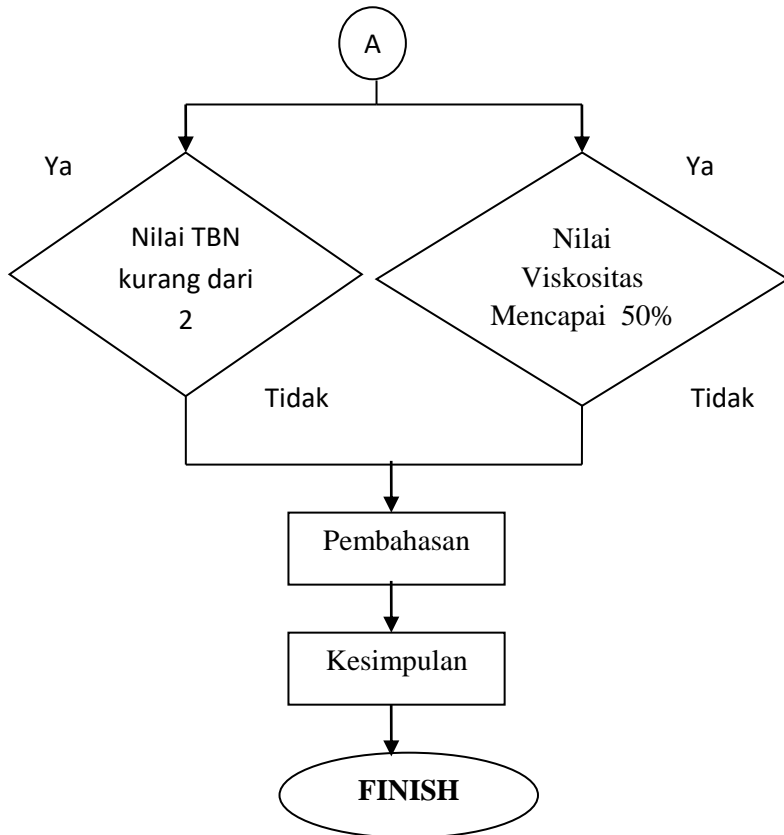 A
Ya
Ya
Nilai TBN
kurang dari
2
Nilai
Viskositas
Mencapai 50%
Tidak
Tidak
Pembahasan
Kesimpulan
FINISH